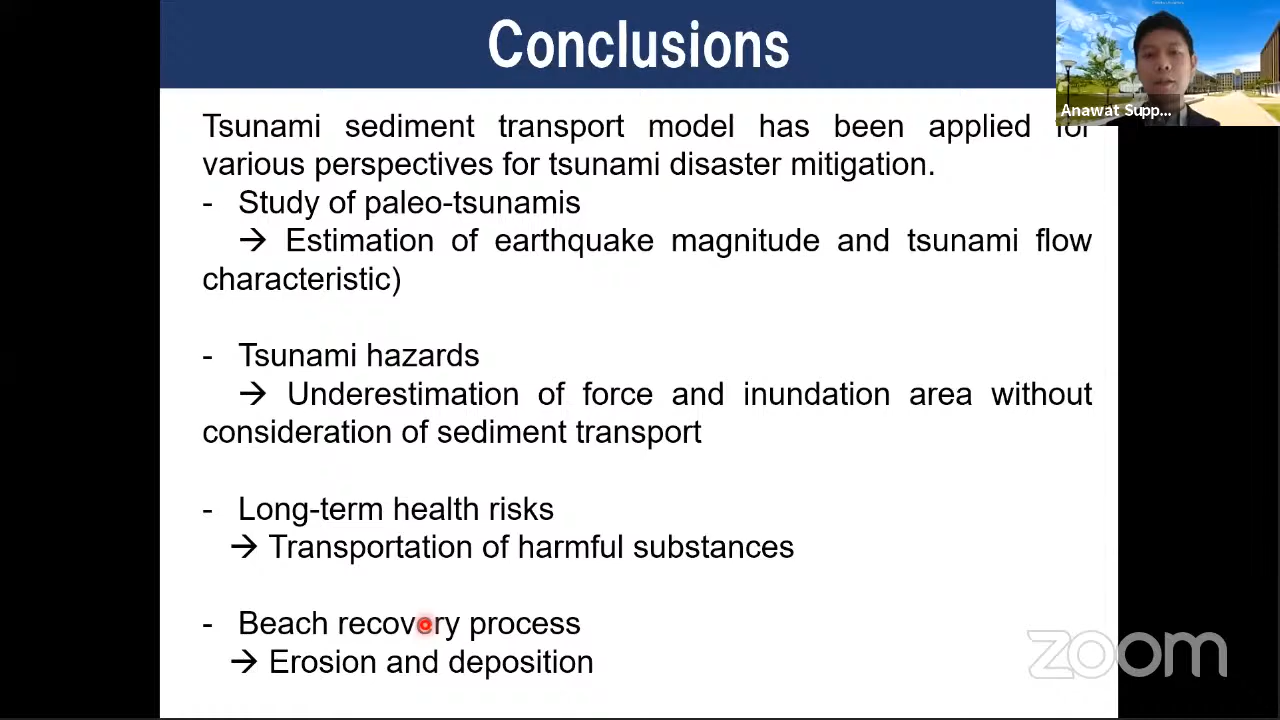 Conclusions
Anawat Supp...
Tsunami sediment transport model has been applied for
various perspectives for tsunami disaster mitigation.
- Study of paleo-tsunamis
→ Estimation of earthquake magnitude and tsunami flow
characteristic)
- Tsunami hazards
→ Underestimation of force and inundation area without
consideration of sediment transport
- Long-term health risks
→ Transportation of harmful substances
- Beach recovery process
→ Erosion and deposition
zoom